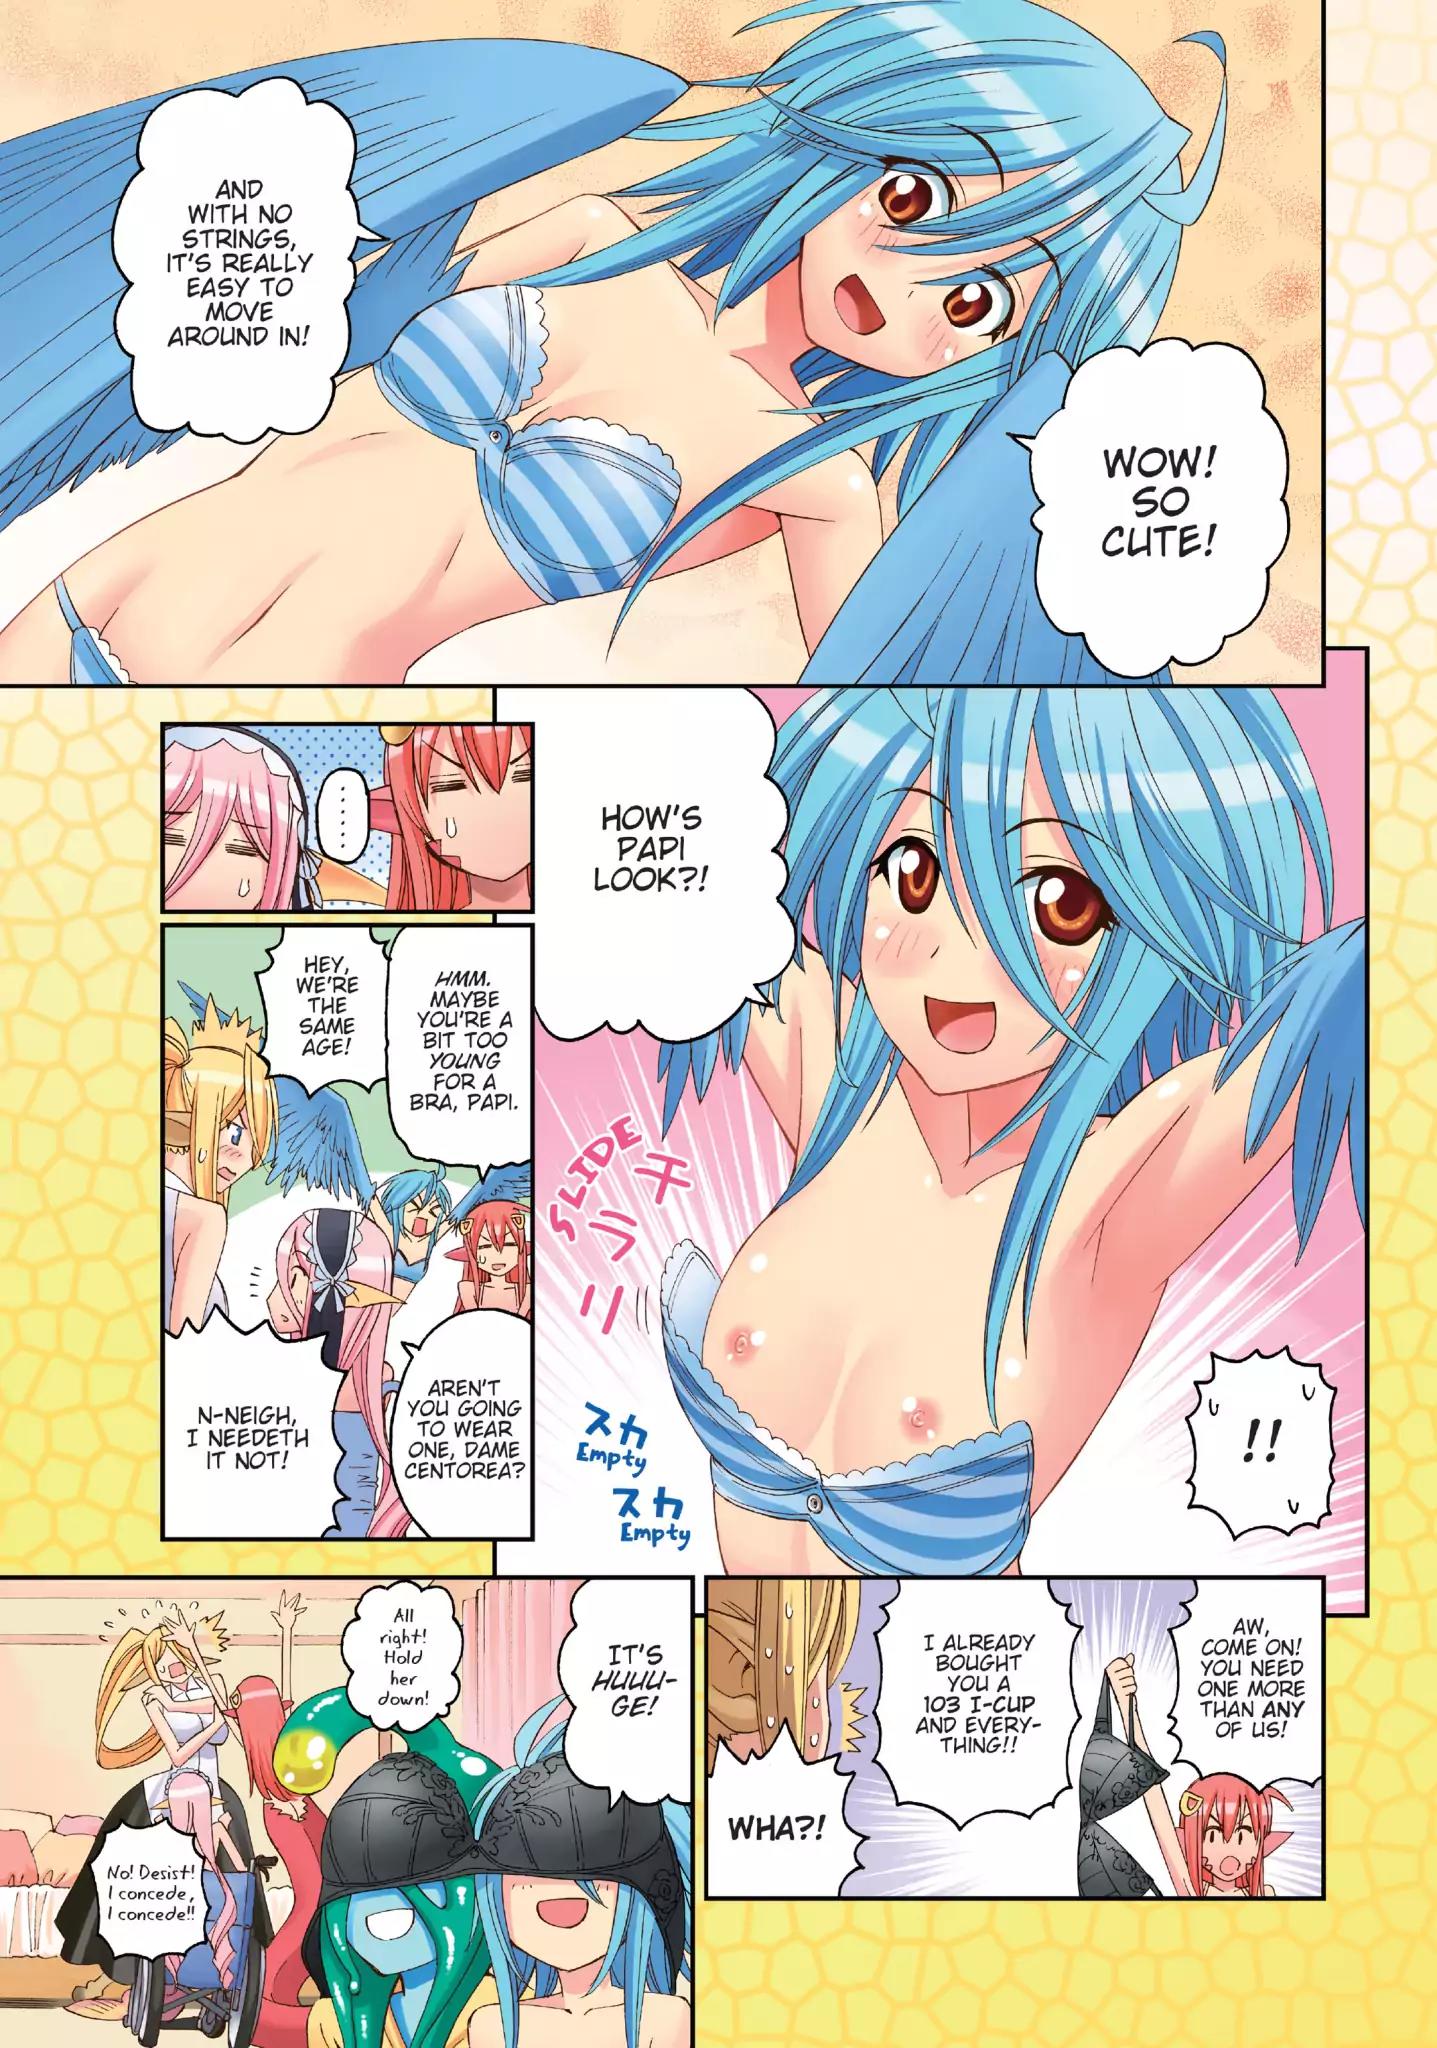 WOW!
SO
CUTE!
AND
WITH NO
STRINGS,
IT'S REALLY
EASY TO
MOVE
AROUND IN!
HOW'S
PAPI
LOOK?!
SLIDE
チラリ
スカ
Empty
スカ
Empty
!!
......
HMM.
MAYBE
YOU'RE A
BIT TOO
YOUNG
FOR A
BRA, PAPI.
HEY,
WE'RE
THE
SAME
AGE!
AREN'T
YOU GOING
TO WEAR
ONE, DAME
CENTOREA?
N-NEIGH,
I NEEDETH
IT NOT!
AW,
COME ON!
YOU NEED
ONE MORE
THAN ANY
OF US!
I ALREADY
BOUGHT
YOU A
103 I-CUP
AND EVERY-
THING!!
WHA?!
IT'S
HUUU-
GE!
All
right!
Hold
her
down!
No! Desist!
I concede,
I concede!!